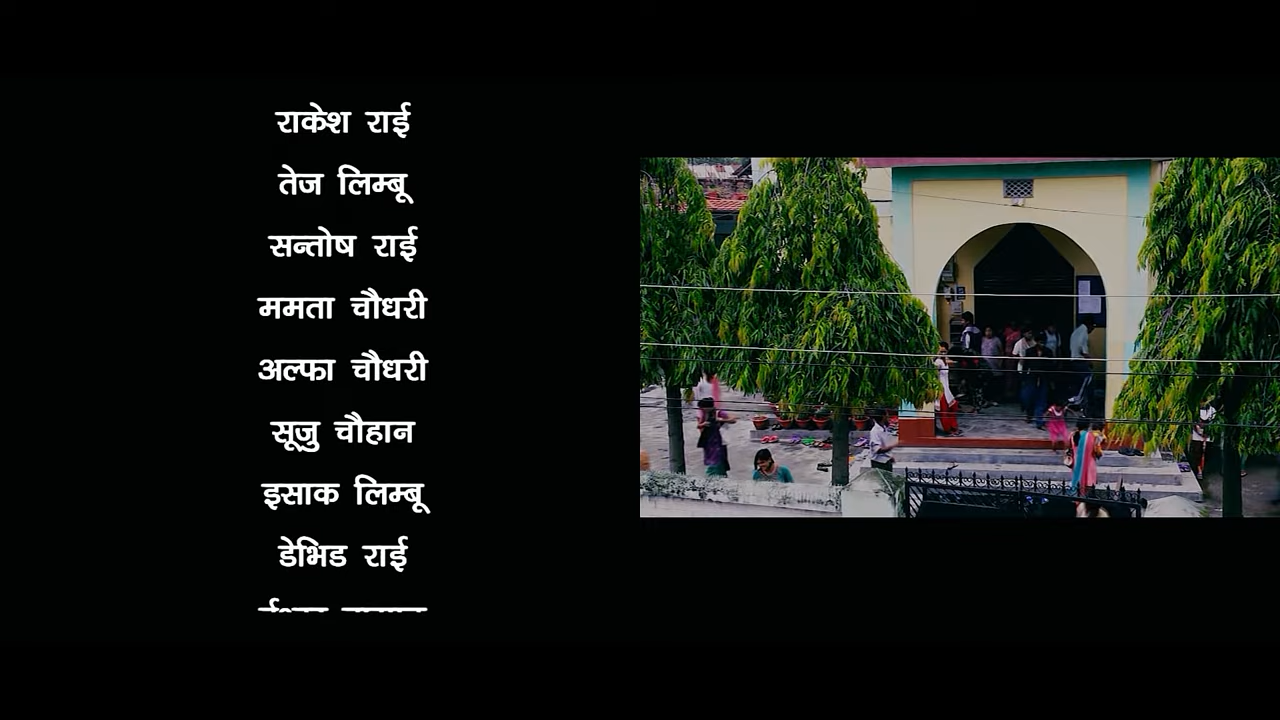 राकेश राई
तेज लिम्बू
सन्तोष राई
ममता चौधरी
अल्फा चौधरी
सूजु चौहान
इसाक लिम्बू
डेभिड राई